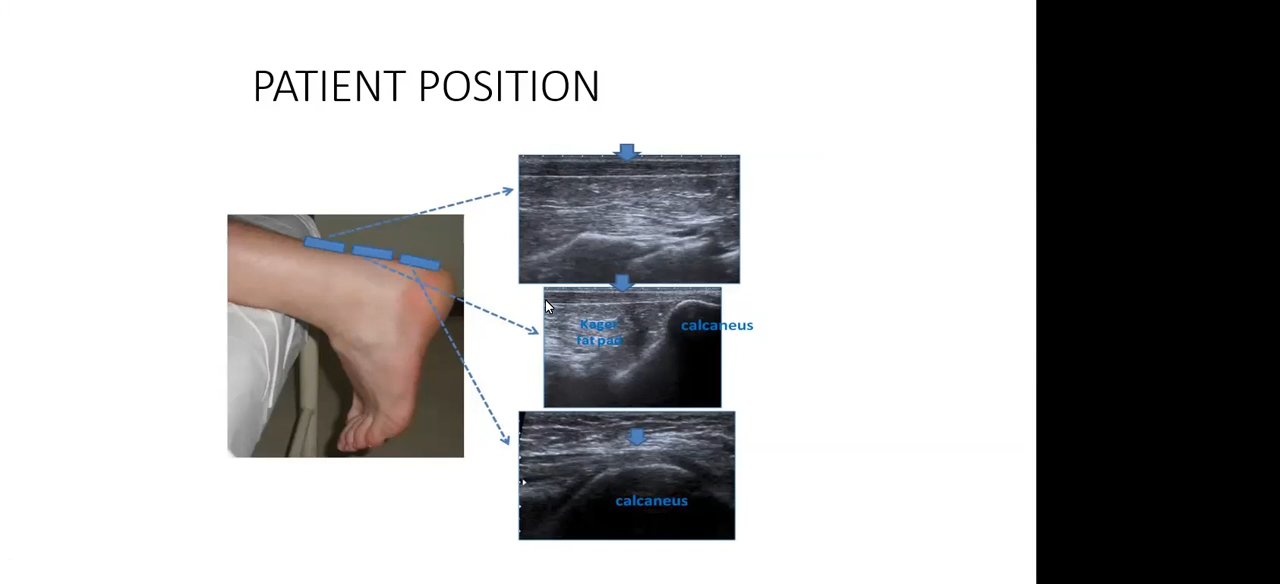 PATIENT POSITION
Kager
fat pad
calcaneus
calcaneus